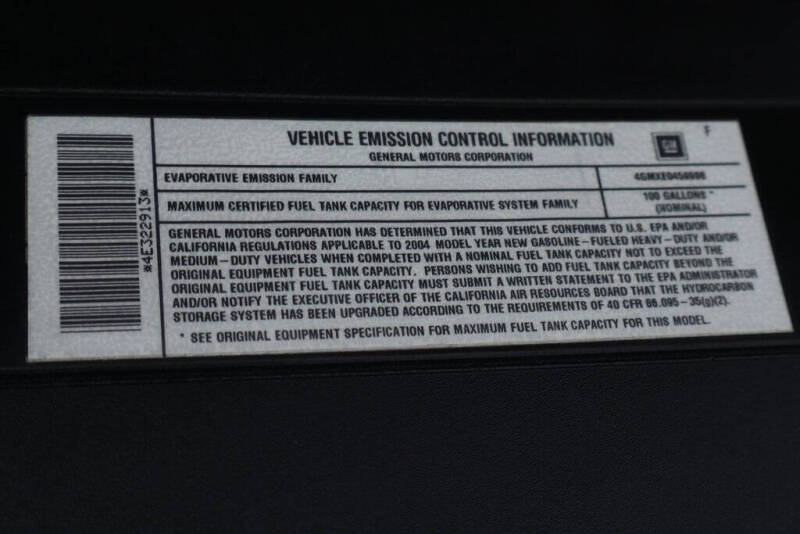 VEHICLE EMISSION CONTROL INFORMATION
GENERAL MOTORS CORPORATION
GM
F
EVAPORATIVE EMISSION FAMILY
MAXIMUM CERTIFIED FUEL TANK CAPACITY FOR EVAPORATIVE SYSTEM FAMILY
100 GALLONS *
(NOMINAL)
*4E322913*
GENERAL MOTORS CORPORATION HAS DETERMINED THAT THIS VEHICLE CONFORMS TO U.S. EPA AND/OR
CALIFORNIA REGULATIONS APPLICABLE TO 2004 MODEL YEAR NEW GASOLINE-FUELED HEAVY-DUTY AND/OR
MEDIUM-DUTY VEHICLES WHEN COMPLETED WITH A NOMINAL FUEL TANK CAPACITY NOT TO EXCEED THE
ORIGINAL EQUIPMENT FUEL TANK CAPACITY. PERSONS WISHING TO ADD FUEL TANK CAPACITY BEYOND THE
ORIGINAL EQUIPMENT FUEL TANK CAPACITY MUST SUBMIT A WRITTEN STATEMENT TO THE EPA ADMINISTRATOR
AND/OR NOTIFY THE EXECUTIVE OFFICER OF THE CALIFORNIA AIR RESOURCES BOARD THAT THE HYDROCARBON
STORAGE SYSTEM HAS BEEN UPGRADED ACCORDING TO THE REQUIREMENTS OF 40 CFR 86.095-35(g)(2).
* SEE ORIGINAL EQUIPMENT SPECIFICATION FOR MAXIMUM FUEL TANK CAPACITY FOR THIS MODEL.